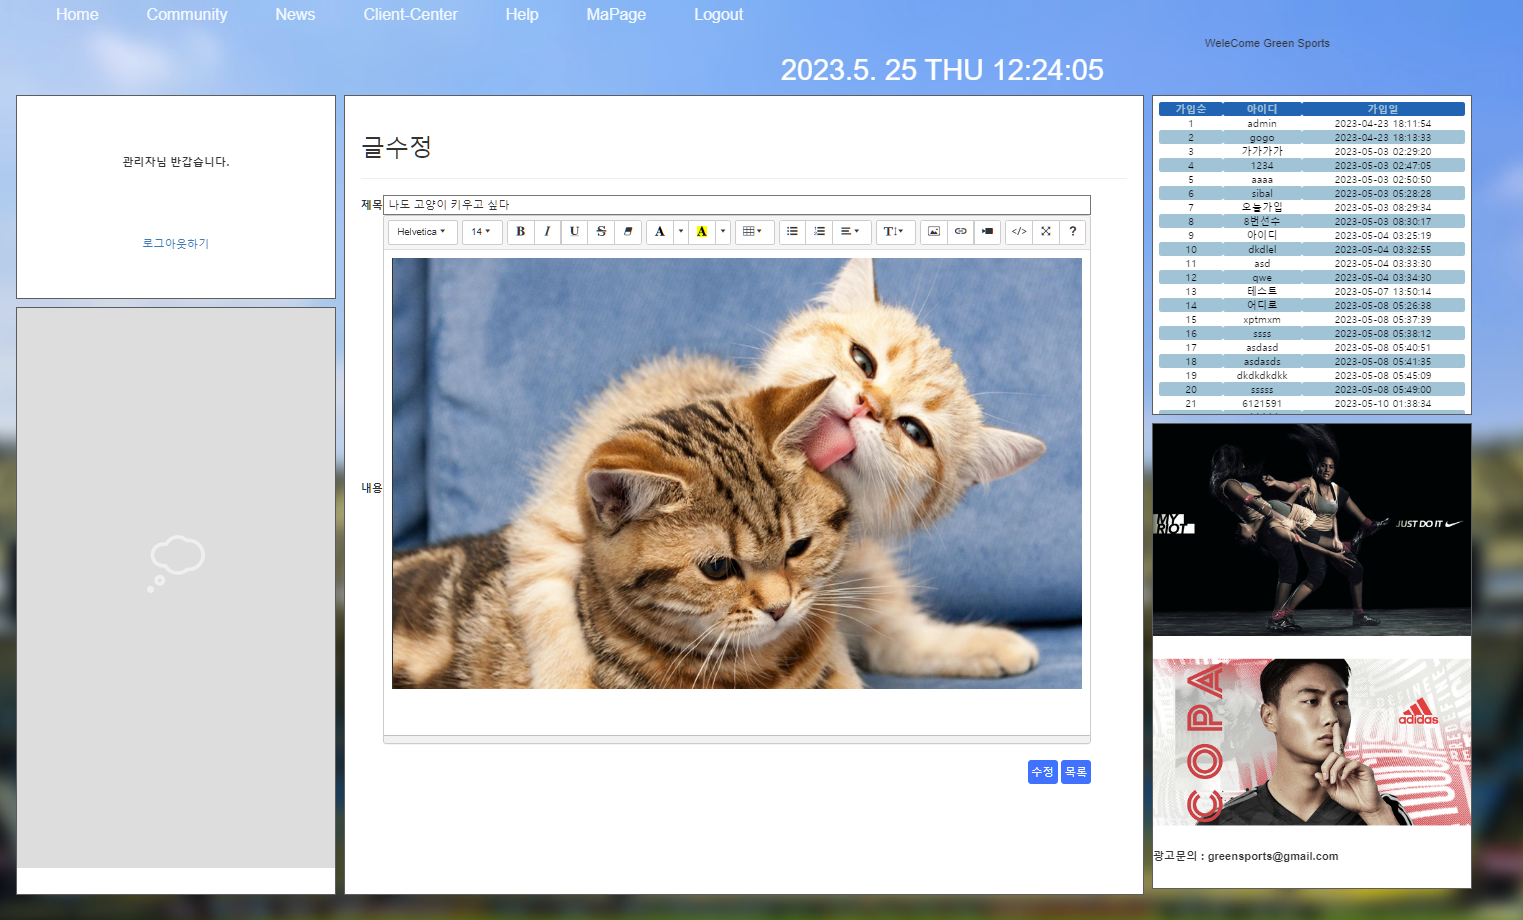 Home Community News Client-Center Help MaPage Logout
WeleCome Green Sports
2023.5. 25 THU 12:24:05
관리자님 반갑습니다.
로그아웃하기
글수정
제목 나도 고양이 키우고 싶다
Helvetica 14 B I U S A A T </> ?
내용
수정 목록
가입순 아이디 가입일
1 admin 2023-04-23 18:11:54
2 gogo 2023-04-23 18:13:33
3 가가가가 2023-05-03 02:29:20
4 1234 2023-05-03 02:47:05
5 aaaa 2023-05-03 02:50:50
6 sibal 2023-05-03 05:28:28
7 오늘가입 2023-05-03 08:29:34
8 8번선수 2023-05-03 08:30:17
9 아이디 2023-05-04 03:25:19
10 dkdlel 2023-05-04 03:32:55
11 asd 2023-05-04 03:33:30
12 qwe 2023-05-04 03:34:30
13 테스트 2023-05-07 13:50:14
14 어디로 2023-05-08 05:26:38
15 xptmxm 2023-05-08 05:37:39
16 ssss 2023-05-08 05:38:12
17 asdasd 2023-05-08 05:40:51
18 asdasds 2023-05-08 05:41:35
19 dkdkdkdkk 2023-05-08 05:45:09
20 sssss 2023-05-08 05:49:00
21 6121591 2023-05-10 01:38:34
MY
RIOT
JUST DO IT
COPA
adidas
광고문의 : greensports@gmail.com